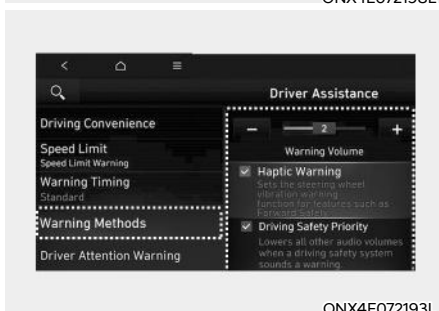 Driver Assistance
Driving Convenience
Speed Limit
Speed Limit Warning
Warning Timing
Standard
Warning Methods
Driver Attention Warning
− 2 +
Warning Volume
Haptic Warning
Sets the steering wheel
vibration warning
function for features such as
Forward Safety.
Driving Safety Priority
Lowers all other audio volumes
when a driving safety system
sounds a warning.
ONX4E072193L